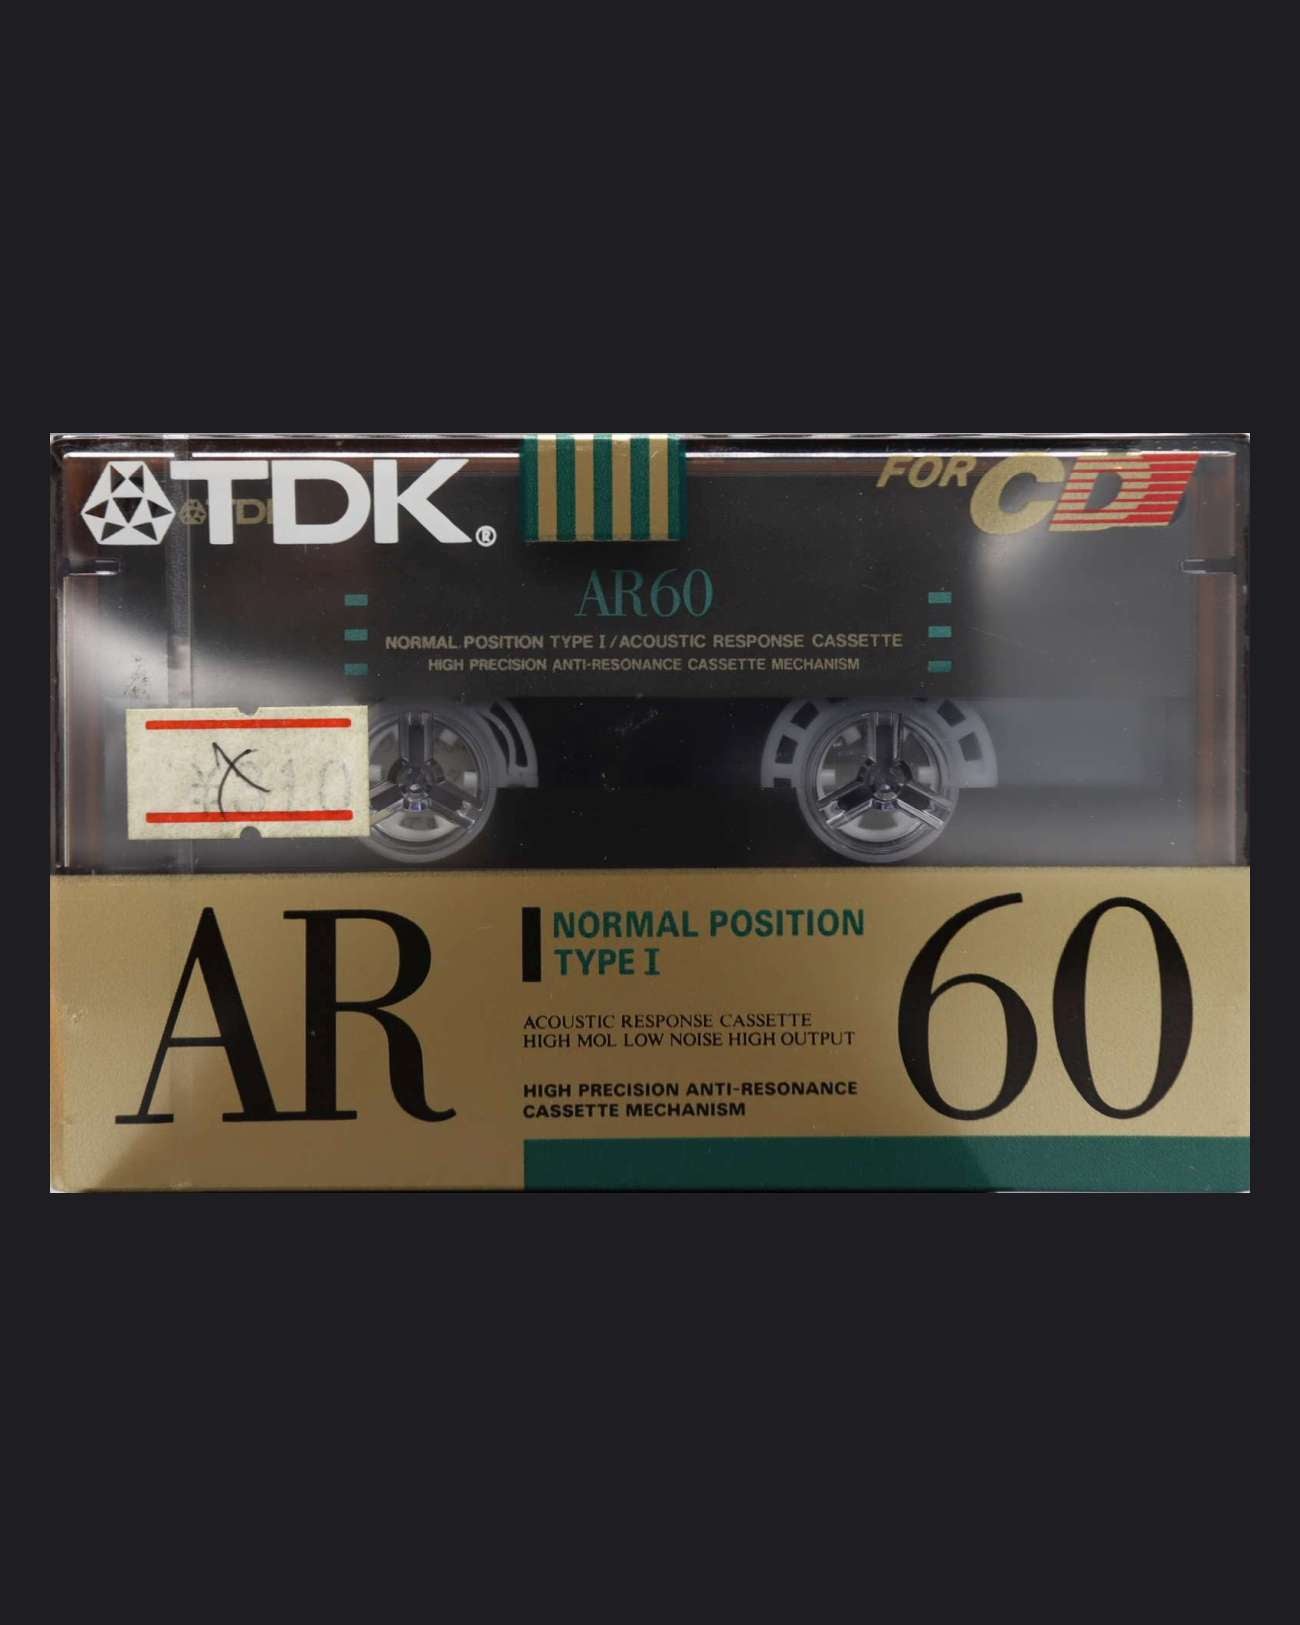 TDK®
FOR CD
AR60
NORMAL POSITION TYPE I/ACOUSTIC RESPONSE CASSETTE
HIGH PRECISION ANTI-RESONANCE CASSETTE MECHANISM
AR
NORMAL POSITION
TYPE I
ACOUSTIC RESPONSE CASSETTE
HIGH MOL LOW NOISE HIGH OUTPUT
HIGH PRECISION ANTI-RESONANCE
CASSETTE MECHANISM
60